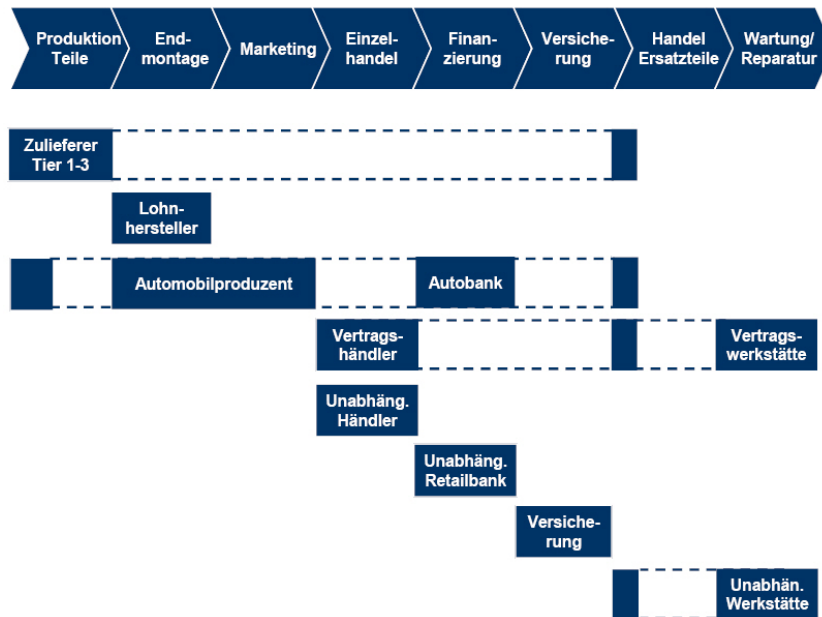 Produktion
Teile
End-
montage
Marketing
Einzel-
handel
Finan-
zierung
Versiche-
rung
Handel
Ersatzteile
Wartung/
Reparatur
Zulieferer
Tier 1-3
Lohn-
hersteller
Automobilproduzent
Autobank
Vertrags-
händler
Vertrags-
werkstätte
Unabhäng.
Händler
Unabhäng.
Retailbank
Versiche-
rung
Unabhän.
Werkstätte